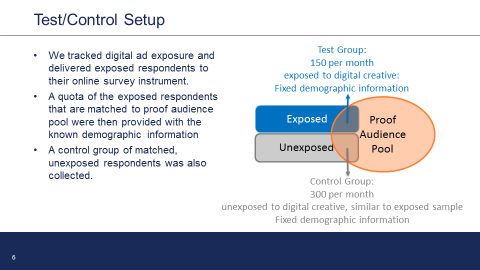 Test/Control Setup
• We tracked digital ad exposure and
delivered exposed respondents to
their online survey instrument.
• A quota of the exposed respondents
that are matched to proof audience
pool were then provided with the
known demographic information
• A control group of matched,
unexposed respondents was also
collected.
Test Group:
150 per month
exposed to digital creative:
Fixed demographic information
Exposed
Unexposed
Proof
Audience
Pool
Control Group:
300 per month
unexposed to digital creative, similar to exposed sample
Fixed demographic information
6